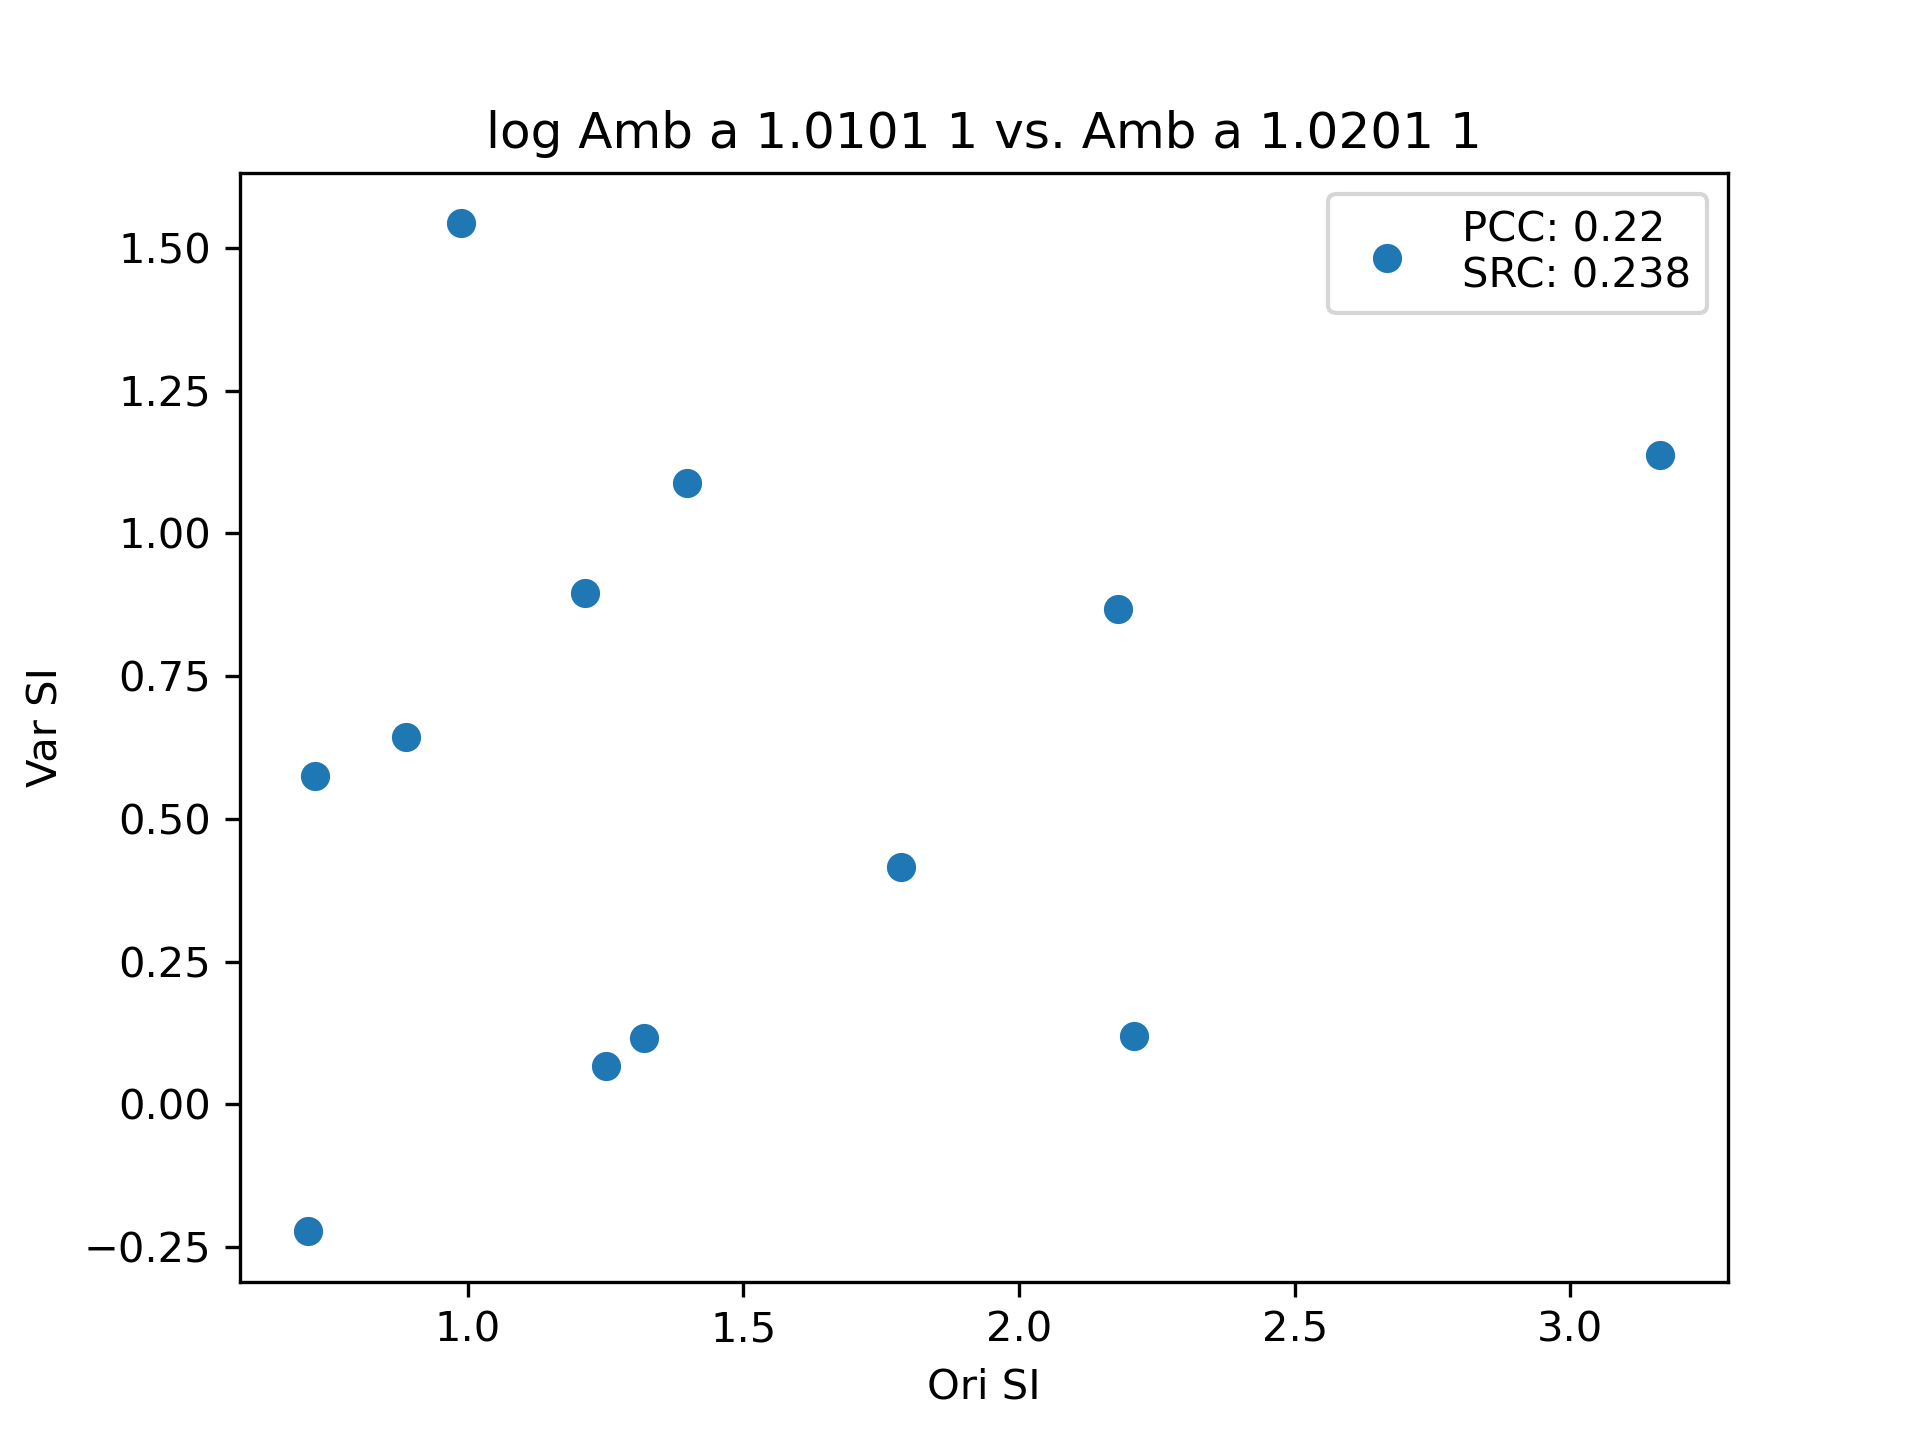 log Amb a 1.0101 1 vs. Amb a 1.0201 1
PCC: 0.22
SRC: 0.238
1.50
1.25
1.00
0.75
0.50
0.25
0.00
−0.25
Var SI
1.0 1.5 2.0 2.5 3.0
Ori SI